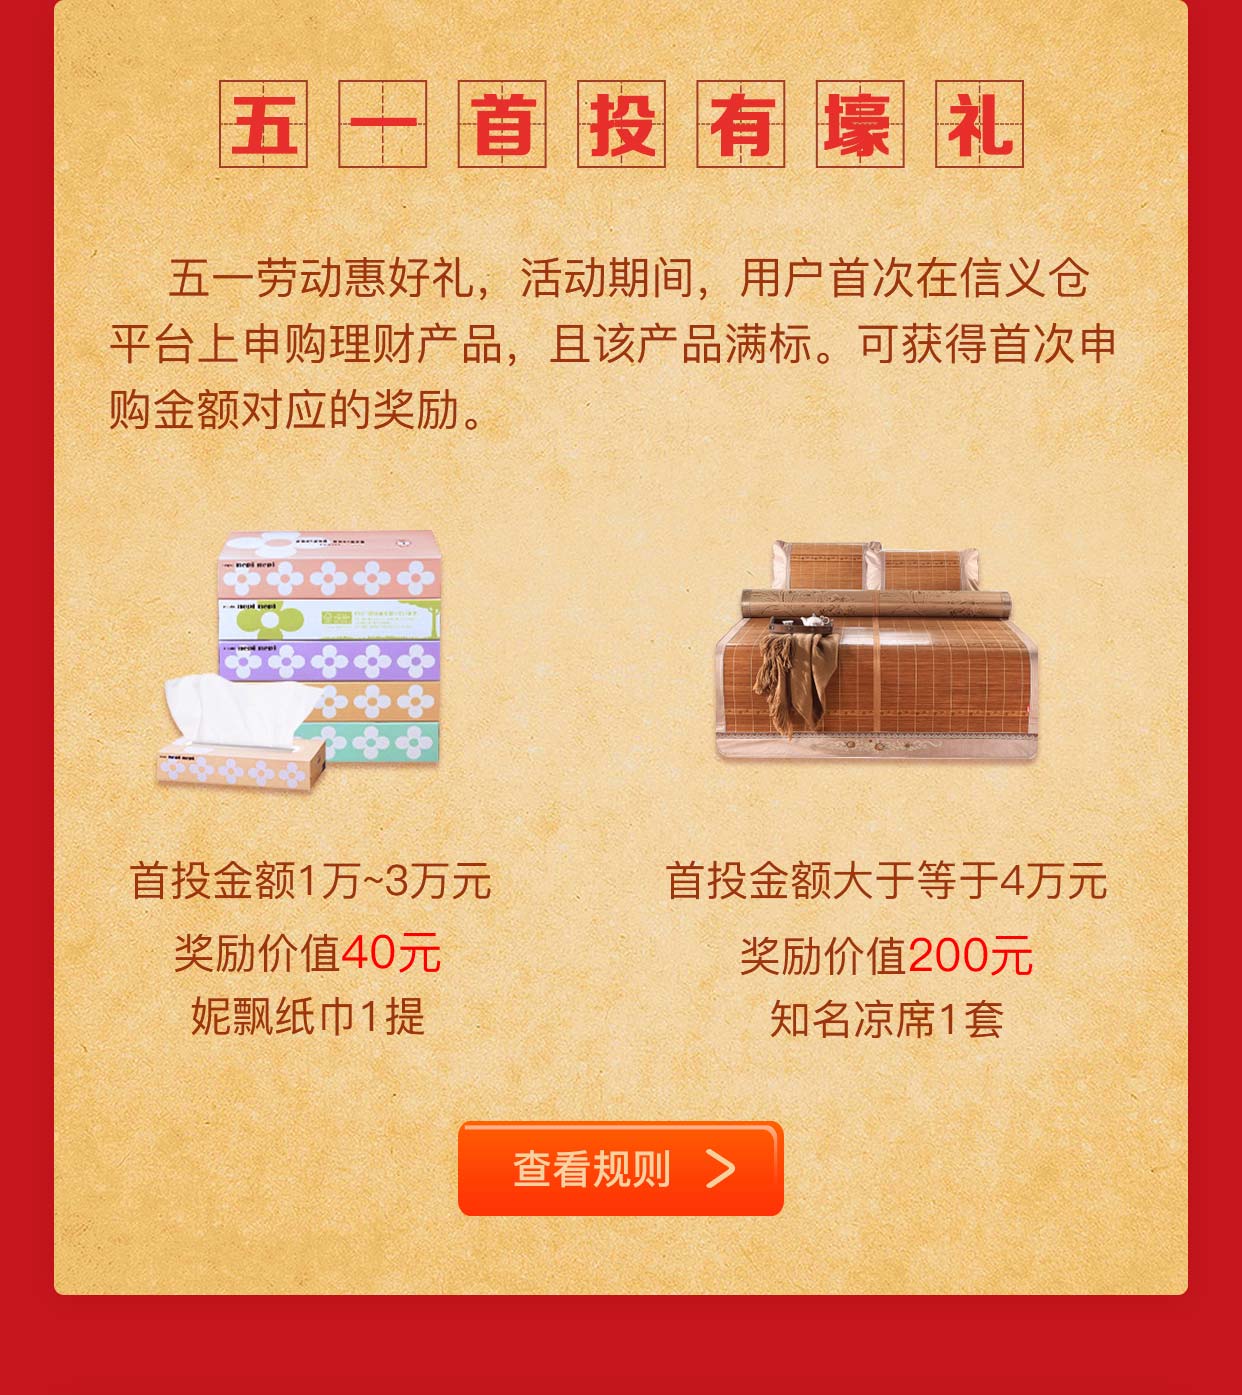 五一首投有壕礼
五一劳动惠好礼，活动期间，用户首次在信义仓
平台上申购理财产品，且该产品满标。可获得首次申
购金额对应的奖励。
nepi nepi
nepi nepi
nepi nepi
首投金额1万~3万元
首投金额大于等于4万元
奖励价值40元
奖励价值200元
妮飘纸巾1提
知名凉席1套
查看规则 >